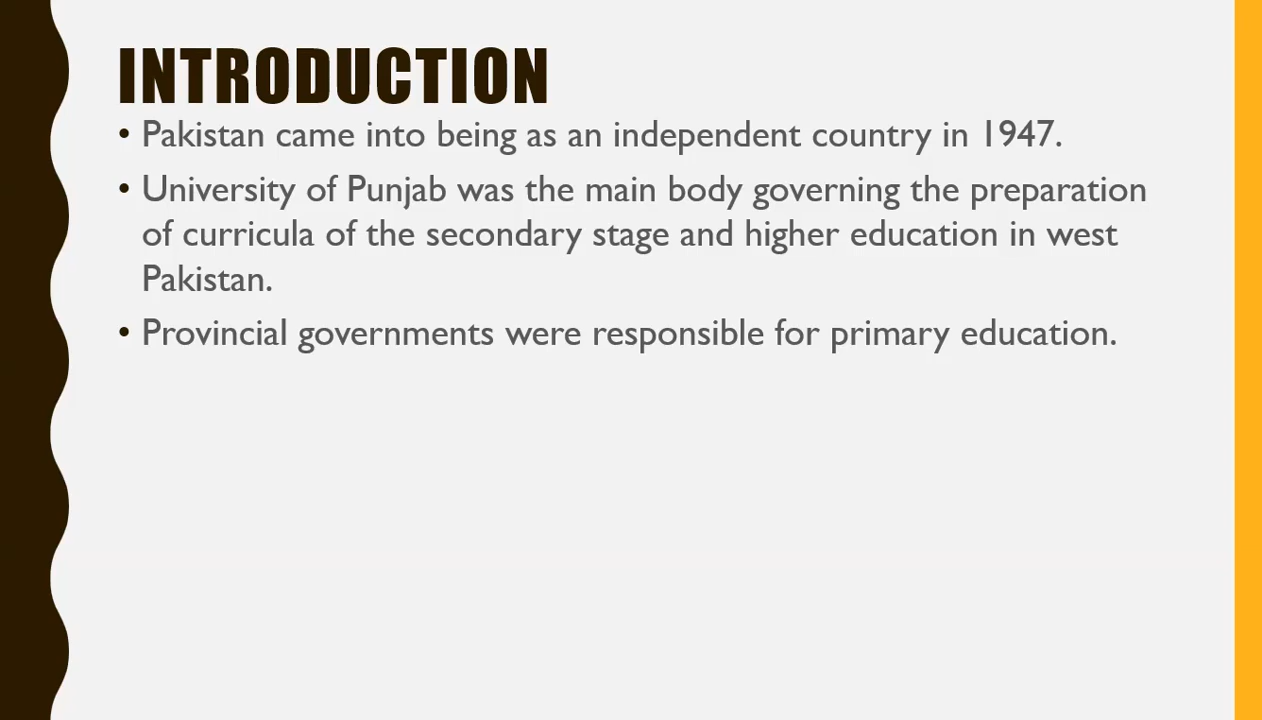 INTRODUCTION
• Pakistan came into being as an independent country in 1947.
• University of Punjab was the main body governing the preparation
of curricula of the secondary stage and higher education in west
Pakistan.
• Provincial governments were responsible for primary education.